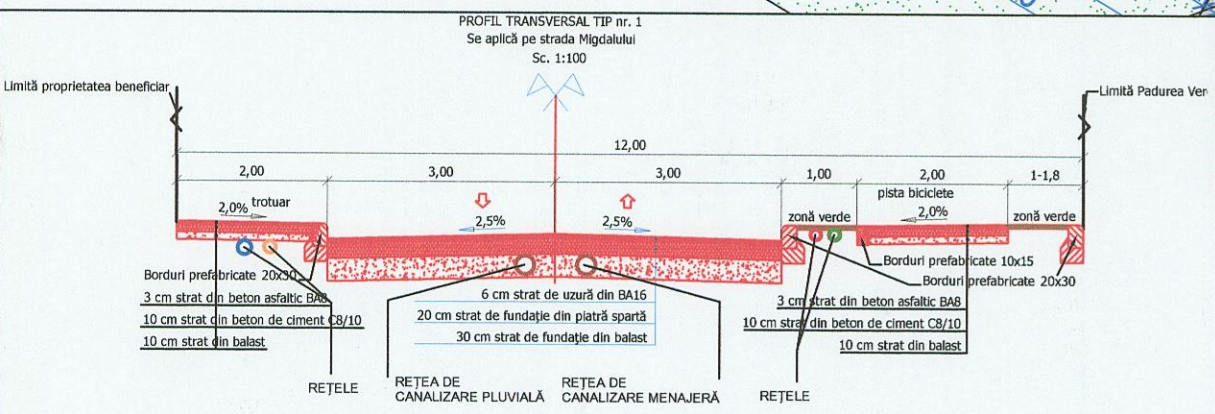 PROFIL TRANSVERSAL TIP nr. 1
Se aplică pe strada Migdalului
Sc. 1:100
Limită proprietatea beneficiar
Limită Padurea Ver
12,00
2,00
3,00
3,00
1,00
2,00
1-1,8
pista biciclete
trotuar
2,0%
2,5%
2,5%
zonă verde
2,0%
zonă verde
Borduri prefabricate 20x30
Borduri prefabricate 10x15
Borduri prefabricate 20x30
3 cm strat din beton asfaltic BA8
10 cm strat din beton de ciment C8/10
10 cm strat din balast
6 cm strat de uzură din BA16
20 cm strat de fundație din piatră spartă
30 cm strat de fundație din balast
3 cm strat din beton asfaltic BA8
10 cm strat din beton de ciment C8/10
10 cm strat din balast
REȚELE
REȚEA DE
CANALIZARE PLUVIALĂ
REȚEA DE
CANALIZARE MENAJERĂ
REȚELE